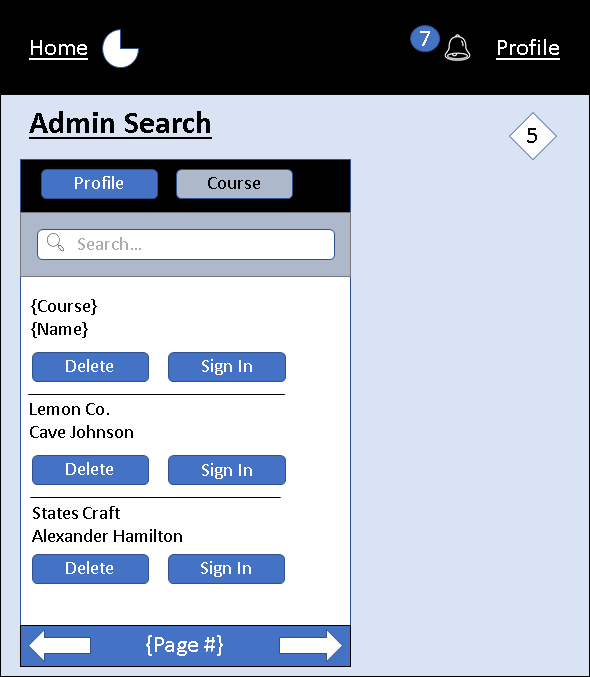 Home
7
Profile
Admin Search
5
Profile Course
Search...
{Course}
{Name}
Delete Sign In
Lemon Co.
Cave Johnson
Delete Sign In
States Craft
Alexander Hamilton
Delete Sign In
{Page #}